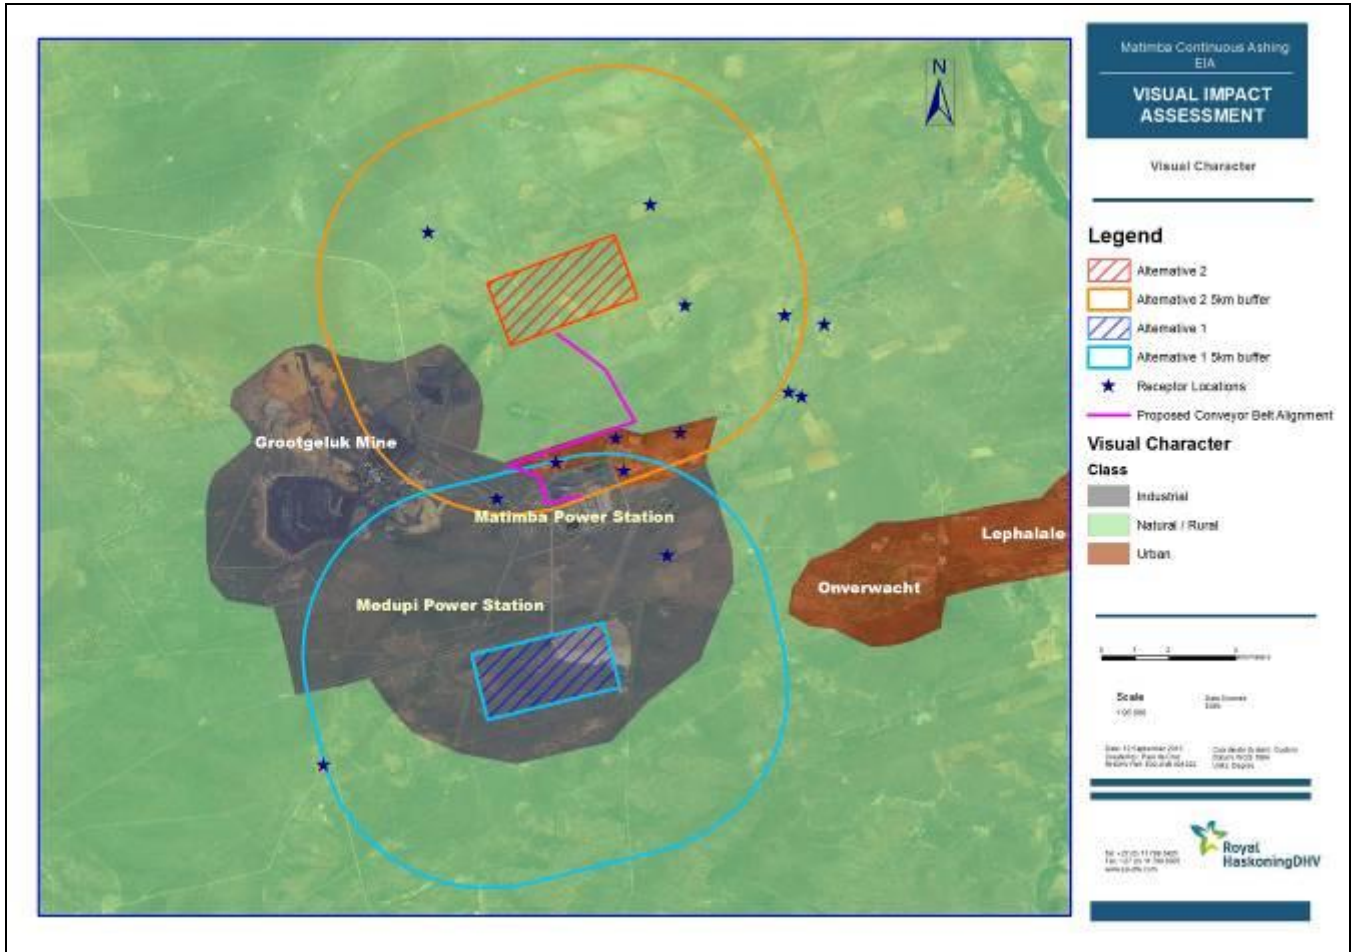 Matimba Continuous Ashing
EIA
VISUAL IMPACT
ASSESSMENT
Visual Character
N
Legend
Alternative 2
Alternative 2 5km buffer
Alternative 1
Alternative 1 5km buffer
Receptor Locations
Proposed Conveyor Belt Alignment
Visual Character
Class
Industrial
Natural / Rural
Urban
Grootgeluk Mine
Matimba Power Station
Medupi Power Station
Onverwacht
Lephalale
Scale
Royal
HaskoningDHV